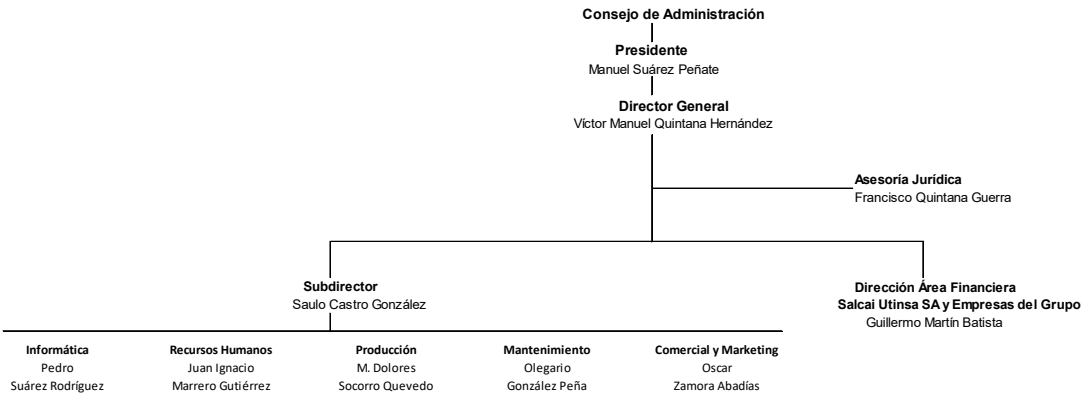 Consejo de Administración
Presidente
Manuel Suárez Peñate
Director General
Víctor Manuel Quintana Hernández
Asesoría Jurídica
Francisco Quintana Guerra
Subdirector
Saulo Castro González
Dirección Área Financiera
Salcai Utinsa SA y Empresas del Grupo
Guillermo Martín Batista
Informática
Pedro
Suárez Rodríguez
Recursos Humanos
Juan Ignacio
Marrero Gutiérrez
Producción
M. Dolores
Socorro Quevedo
Mantenimiento
Olegario
González Peña
Comercial y Marketing
Oscar
Zamora Abadías